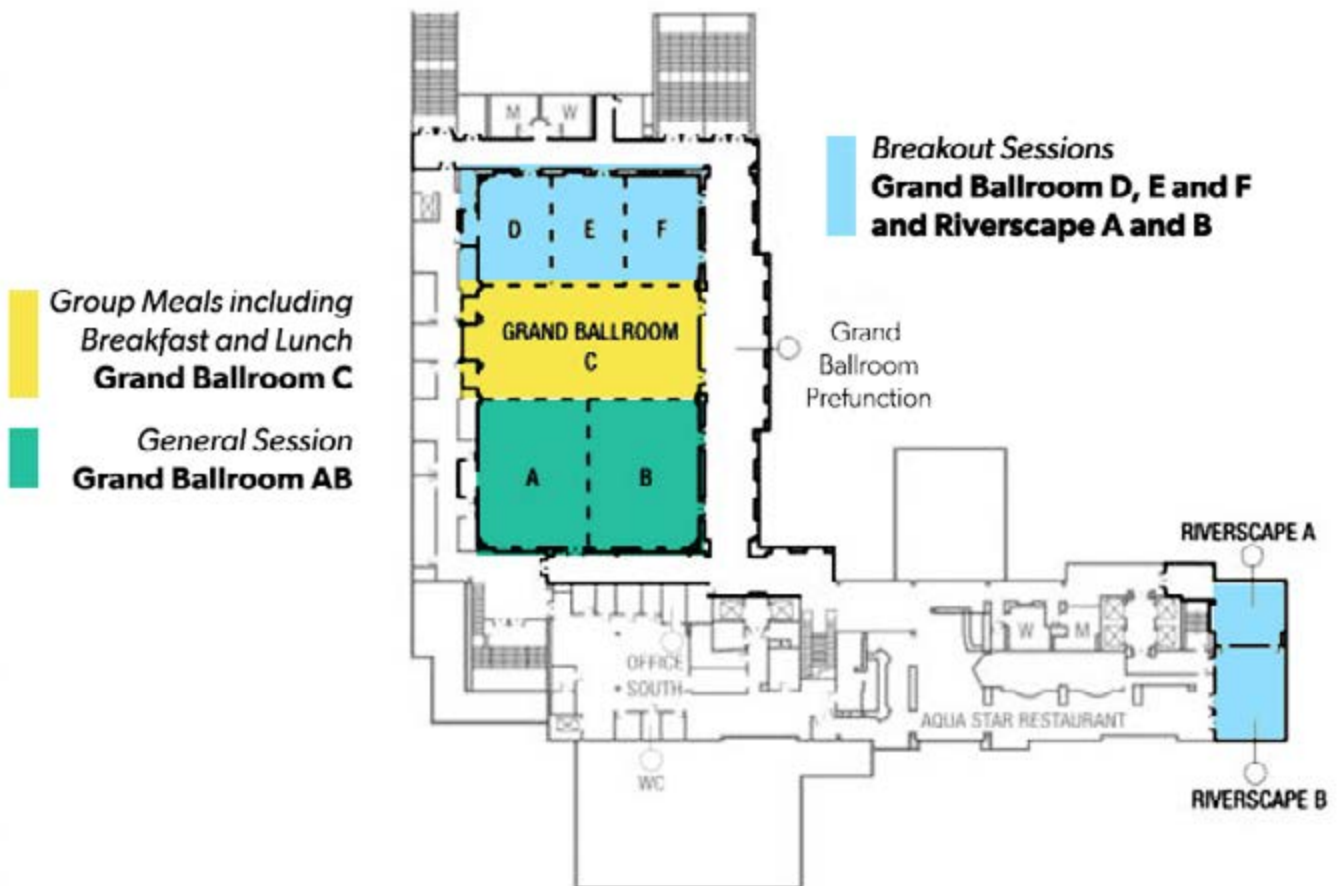 M
W
Breakout Sessions
Grand Ballroom D, E and F
and Riverscape A and B
D
E
F
Group Meals including
Breakfast and Lunch
Grand Ballroom C
GRAND BALLROOM
C
Grand
Ballroom
Prefunction
General Session
Grand Ballroom AB
A
B
RIVERSCAPE A
W
M
OFFICE
SOUTH
AQUA STAR RESTAURANT
WC
RIVERSCAPE B